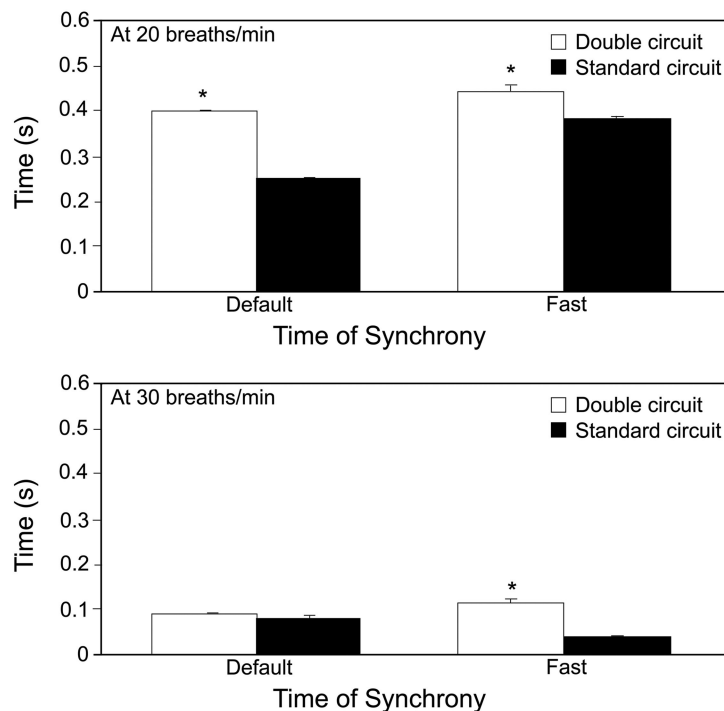 At 20 breaths/min
Double circuit
Standard circuit
0.6
0.5
0.4
0.3
0.2
0.1
0
Time (s)
*
*
Default
Fast
Time of Synchrony
At 30 breaths/min
Double circuit
Standard circuit
0.6
0.5
0.4
0.3
0.2
0.1
0
Time (s)
*
Default
Fast
Time of Synchrony